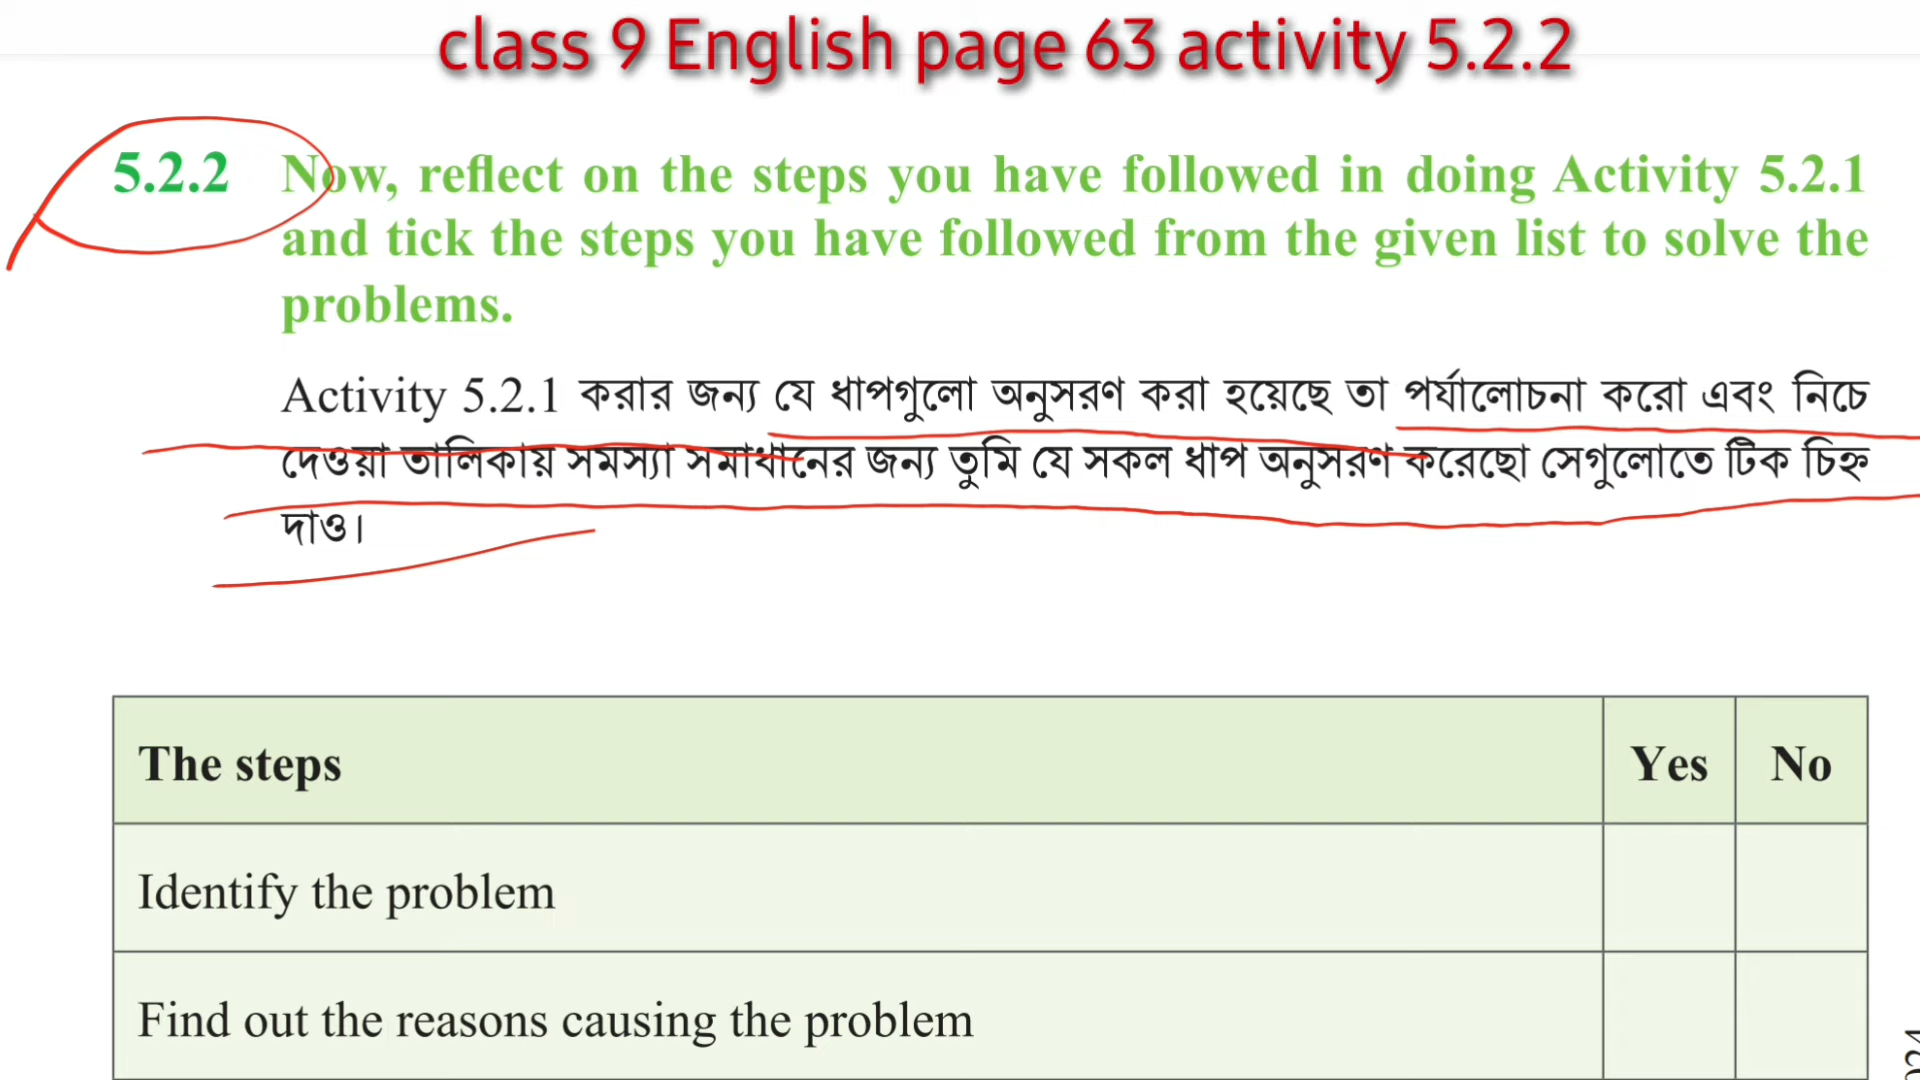 class 9 English page 63 activity 5.2.2
5.2.2 Now, reflect on the steps you have followed in doing Activity 5.2.1
and tick the steps you have followed from the given list to solve the
problems.
Activity 5.2.1 করার জন্য যে ধাপগুলো অনুসরণ করা হয়েছে তা পর্যালোচনা করো এবং নিচে
দেওয়া তালিকায় সমস্যা সমাধানের জন্য তুমি যে সকল ধাপ অনুসরণ করেছো সেগুলোতে টিক চিহ্ন
দাও।
The steps Yes No
Identify the problem
Find out the reasons causing the problem